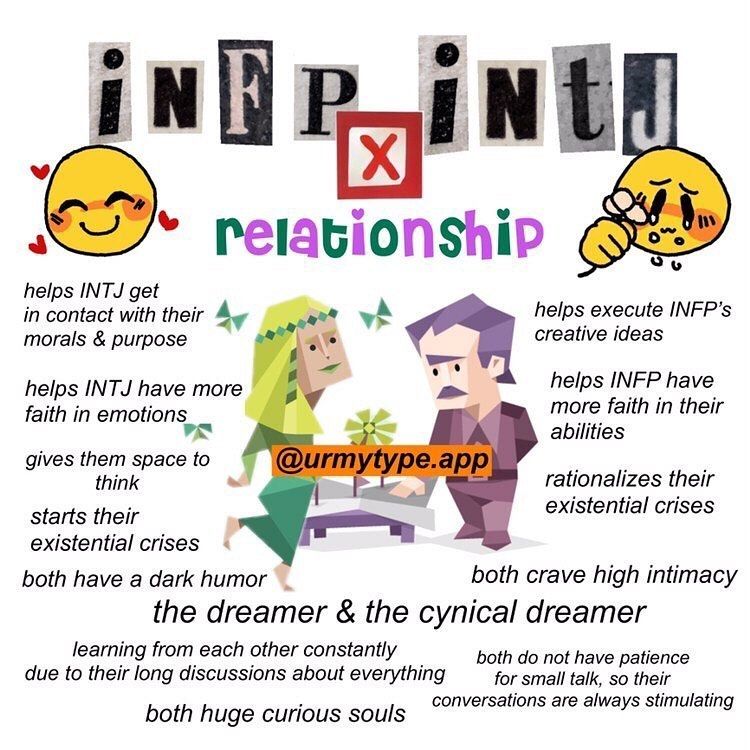 iNFP x iNtJ
relationship
helps INTJ get
in contact with their
morals & purpose
helps INTJ have more
faith in emotions
gives them space to
think
starts their
existential crises
helps execute INFP's
creative ideas
helps INFP have
more faith in their
abilities
rationalizes their
existential crises
@urmytype.app
both have a dark humor
both crave high intimacy
the dreamer & the cynical dreamer
learning from each other constantly
due to their long discussions about everything
both do not have patience
for small talk, so their
conversations are always stimulating
both huge curious souls